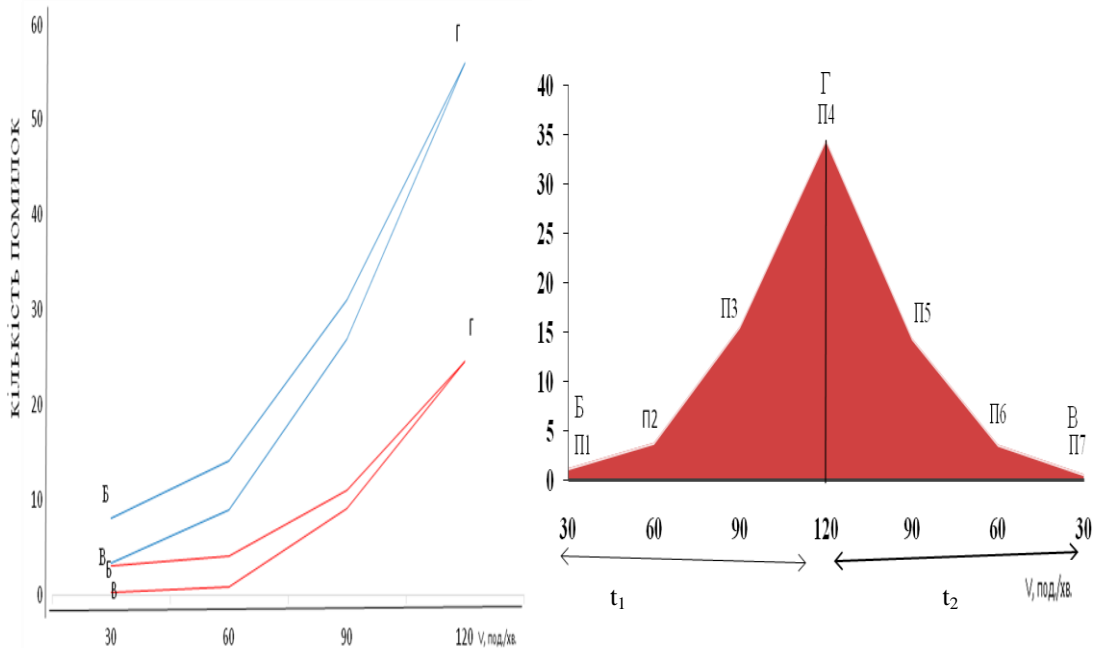 КІЛЬКІСТЬ ПОМИЛОК
60
50
40
30
20
10
0
Г
Г
Б
В
Б
В
30 60 90 120 V, под./хв.
40
35
30
25
20
15
10
5
0
Г
П4
П3
П5
Б
П1
П2
П6
В
П7
30 60 90 120 90 60 30
t₁ t₂
V, под./хв.